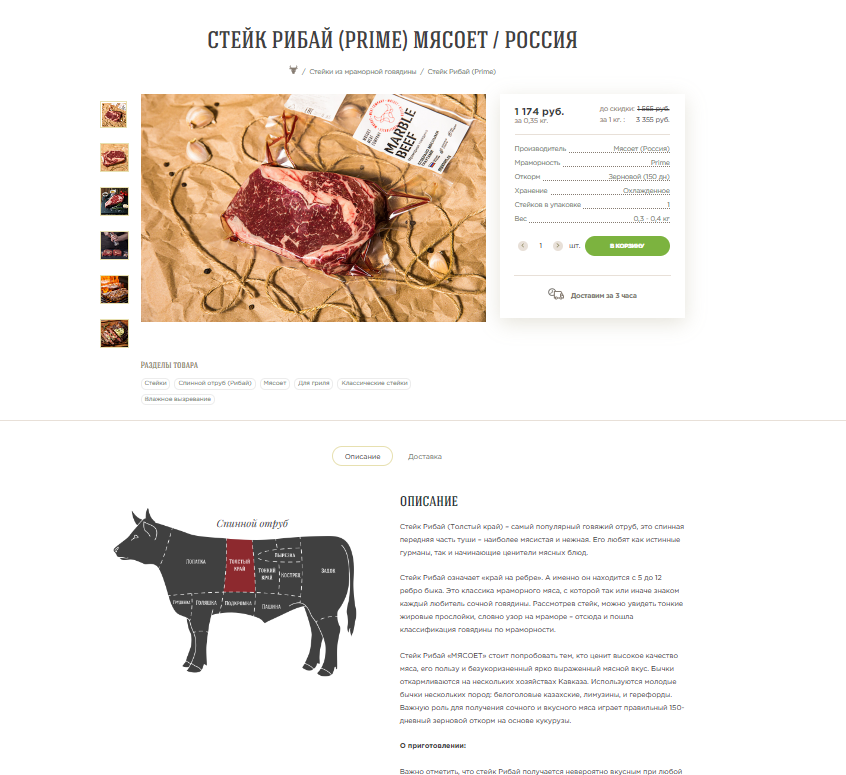 СТЕЙК РИБАЙ (PRIME) МЯСОЕТ / РОССИЯ
/ Стейки из мраморной говядины / Стейк Рибай (Prime)
MARBLE
BEEF
1 174 руб.
за 0,35 кг.
до скидки: 1 555 руб.
за 1 кг. : 3 355 руб.
Производитель Мясоет (Россия)
Мраморность Prime
Откорм Зерновой (150 дн)
Хранение Охлажденное
Стейков в упаковке 1
Вес 0,3 - 0,4 кг
1 шт. В КОРЗИНУ
Доставим за 3 часа
РАЗДЕЛЫ ТОВАРА
Стейки Спинной отруб (Рибай) Мясоет Для гриля Классические стейки
Влажное вызревание
Описание Доставка
Спинной отруб
ЛОПАТКА
ТОЛСТЫЙ
КРАЙ
ВЫРЕЗКА
ТОНКИЙ
КРАЙ
КОСТРЕЦ
ЗАДОК
ГРУДИНКА
ГОЛЯШКА
ПОДКРОМКА
ПАШИНА
ОПИСАНИЕ
Стейк Рибай (Толстый край) – самый популярный говяжий отруб, это спинная
передняя часть туши – наиболее мясистая и нежная. Его любят как истинные
гурманы, так и начинающие ценители мясных блюд.
Стейк Рибай означает «край на ребре». А именно он находится с 5 до 12
ребро быка. Это классика мраморного мяса, с которой так или иначе знаком
каждый любитель сочной говядины. Рассмотрев стейк, можно увидеть тонкие
жировые прослойки, словно узор на мраморе – отсюда и пошла
классификация говядины по мраморности.
Стейк Рибай «МЯСОЕТ» стоит попробовать тем, кто ценит высокое качество
мяса, его пользу и безукоризненный ярко выраженный мясной вкус. Бычки
откармливаются на нескольких хозяйствах Кавказа. Используются молодые
бычки нескольких пород: белоголовые казахские, лимузины, и герефорды.
Важную роль для получения сочного и вкусного мяса играет правильный 150-
дневный зерновой откорм на основе кукурузы.
О приготовлении:
Важно отметить, что стейк Рибай получается невероятно вкусным при любой